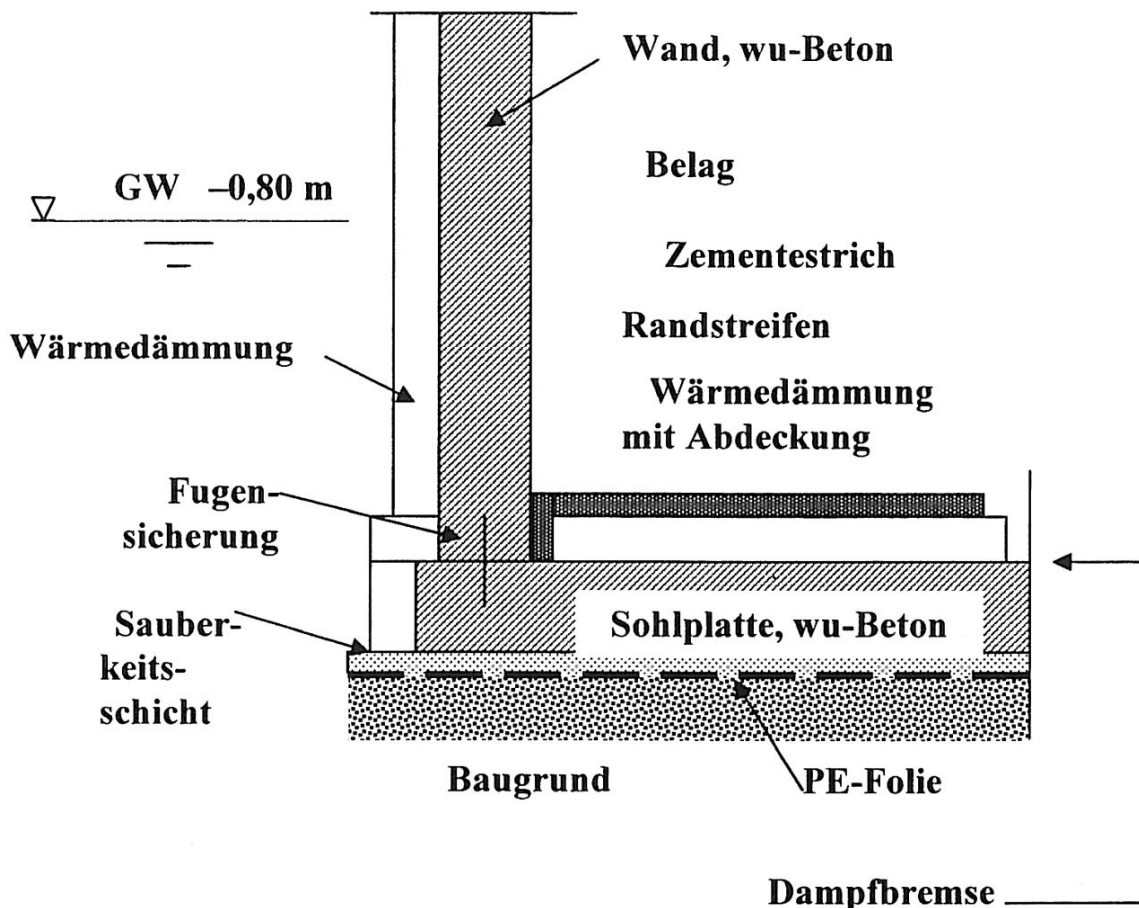 Wand, wu-Beton
Belag
GW –0,80 m
Zementestrich
Randstreifen
Wärmedämmung
Wärmedämmung
mit Abdeckung
Fugen-
sicherung
Sohlplatte, wu-Beton
Sauber-
keits-
schicht
Baugrund
PE-Folie
Dampfbremse